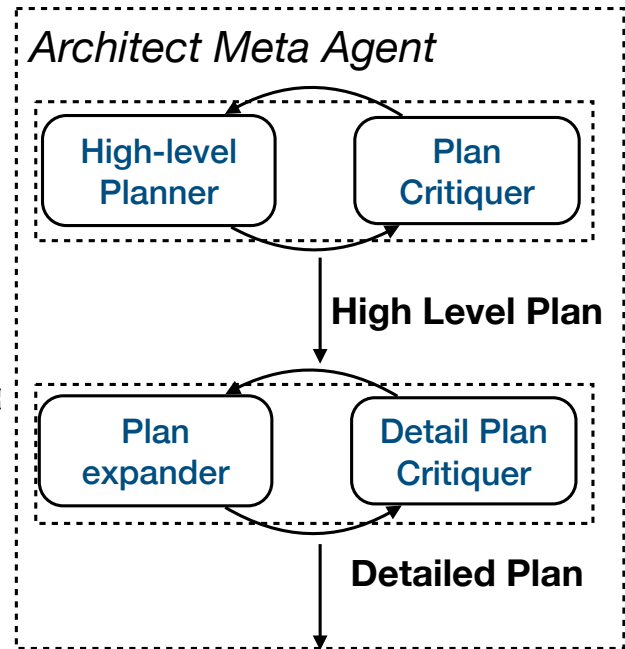 Architect Meta Agent
High-level
Planner
Plan
Critiquer
High Level Plan
Plan
expander
Detail Plan
Critiquer
Detailed Plan